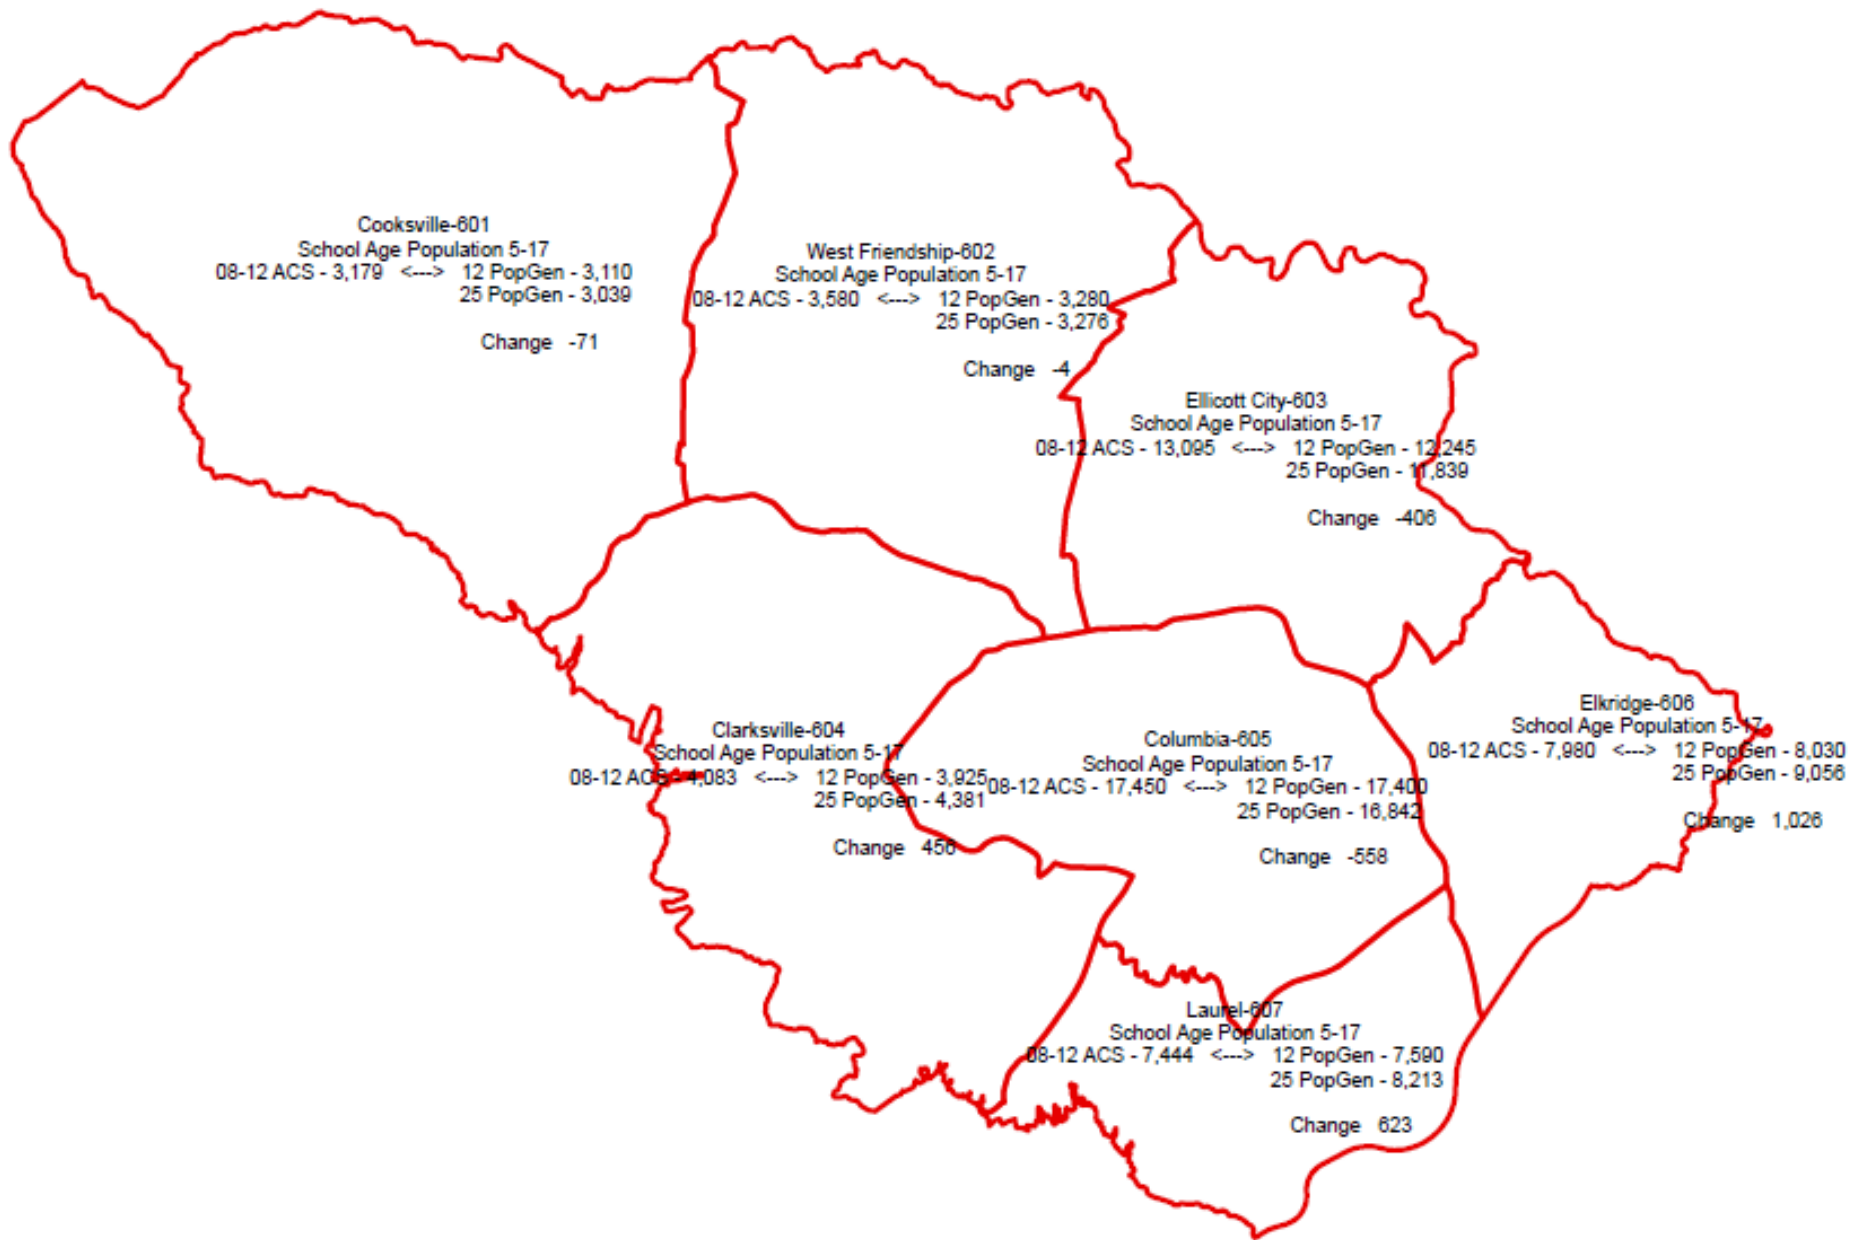 Cooksville-601
School Age Population 5-17
08-12 ACS - 3,179 <---> 12 PopGen - 3,110
25 PopGen - 3,039
Change -71
West Friendship-602
School Age Population 5-17
08-12 ACS - 3,580 <---> 12 PopGen - 3,280
25 PopGen - 3,276
Change -4
Ellicott City-603
School Age Population 5-17
08-12 ACS - 13,095 <---> 12 PopGen - 12,245
25 PopGen - 11,839
Change -406
Clarksville-604
School Age Population 5-17
08-12 ACS - 4,083 <---> 12 PopGen - 3,925
25 PopGen - 4,381
Change 456
Columbia-605
School Age Population 5-17
08-12 ACS - 17,450 <---> 12 PopGen - 17,400
25 PopGen - 16,842
Change -558
Elkridge-606
School Age Population 5-17
08-12 ACS - 7,980 <---> 12 PopGen - 8,030
25 PopGen - 9,056
Change 1,026
Laurel-607
School Age Population 5-17
08-12 ACS - 7,444 <---> 12 PopGen - 7,590
25 PopGen - 8,213
Change 623